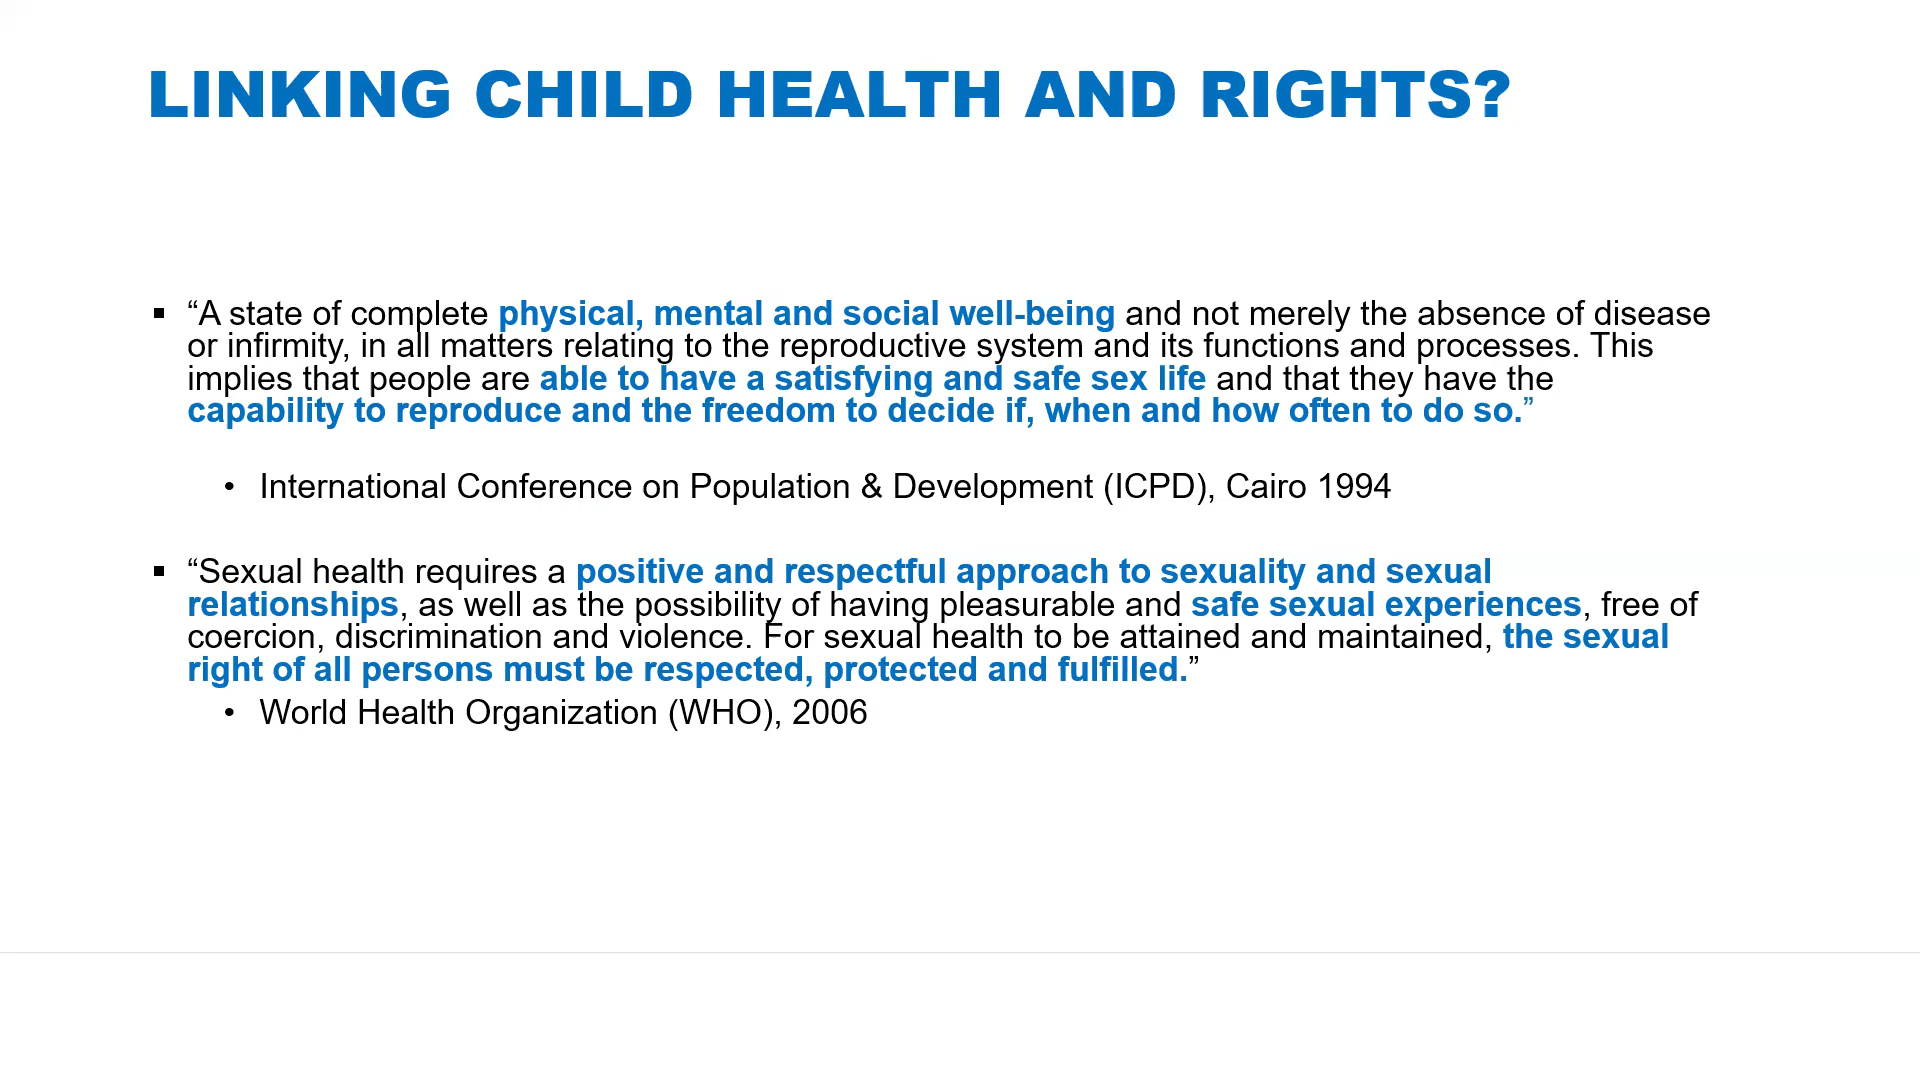 LINKING CHILD HEALTH AND RIGHTS?
▪ “A state of complete physical, mental and social well-being and not merely the absence of disease
or infirmity, in all matters relating to the reproductive system and its functions and processes. This
implies that people are able to have a satisfying and safe sex life and that they have the
capability to reproduce and the freedom to decide if, when and how often to do so.”
• International Conference on Population & Development (ICPD), Cairo 1994
▪ “Sexual health requires a positive and respectful approach to sexuality and sexual
relationships, as well as the possibility of having pleasurable and safe sexual experiences, free of
coercion, discrimination and violence. For sexual health to be attained and maintained, the sexual
right of all persons must be respected, protected and fulfilled.”
• World Health Organization (WHO), 2006